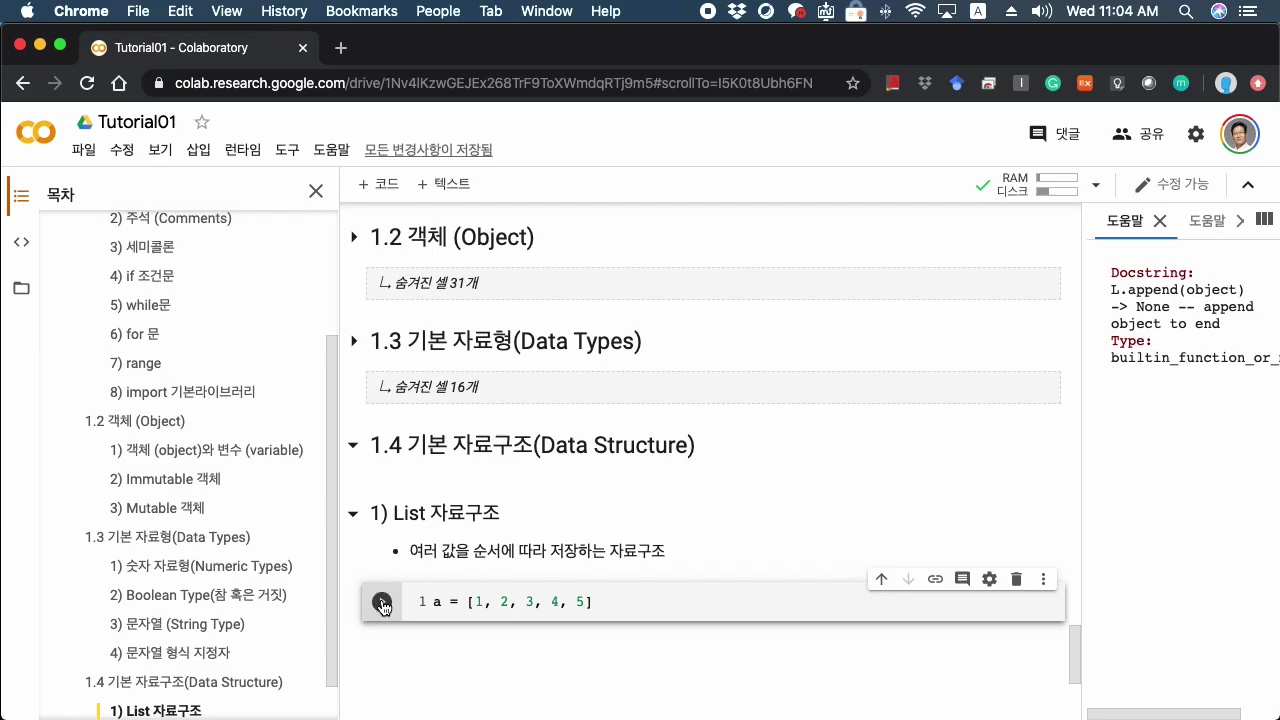 Chrome File Edit View History Bookmarks People Tab Window Help A Wed 11:04 AM
Tutorial01 - Colaboratory
colab.research.google.com/drive/1Nv4lKzwGEJEx268TrF9ToXWmdqRTj9m5#scrollTo=I5K0t8Ubh6FN
Tutorial01
댓글
공유
파일 수정 보기 삽입 런타임 도구 도움말 모든 변경사항이 저장됨
목차
+ 코드 + 텍스트
RAM
디스크
수정 가능
2) 주석 (Comments)
3) 세미콜론
4) if 조건문
5) while문
6) for 문
7) range
8) import 기본라이브러리
1.2 객체 (Object)
1) 객체 (object)와 변수 (variable)
2) Immutable 객체
3) Mutable 객체
1.3 기본 자료형(Data Types)
1) 숫자 자료형(Numeric Types)
2) Boolean Type(참 혹은 거짓)
3) 문자열 (String Type)
4) 문자열 형식 지정자
1.4 기본 자료구조(Data Structure)
1) List 자료구조
1.2 객체 (Object)
숨겨진 셀 31개
1.3 기본 자료형(Data Types)
숨겨진 셀 16개
1.4 기본 자료구조(Data Structure)
1) List 자료구조
• 여러 값을 순서에 따라 저장하는 자료구조
1 a = [1, 2, 3, 4, 5]
도움말
도움말
Docstring:
L.append(object)
-> None -- append
object to end
Type:
builtin_function_or_